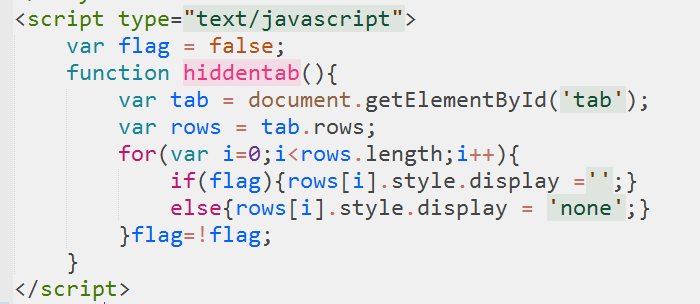 <script type="text/javascript">
var flag = false;
function hiddentab(){
var tab = document.getElementById('tab');
var rows = tab.rows;
for(var i=0;i<rows.length;i++){
if(flag){rows[i].style.display ='';}
else{rows[i].style.display = 'none';}
}flag=!flag;
}
</script>